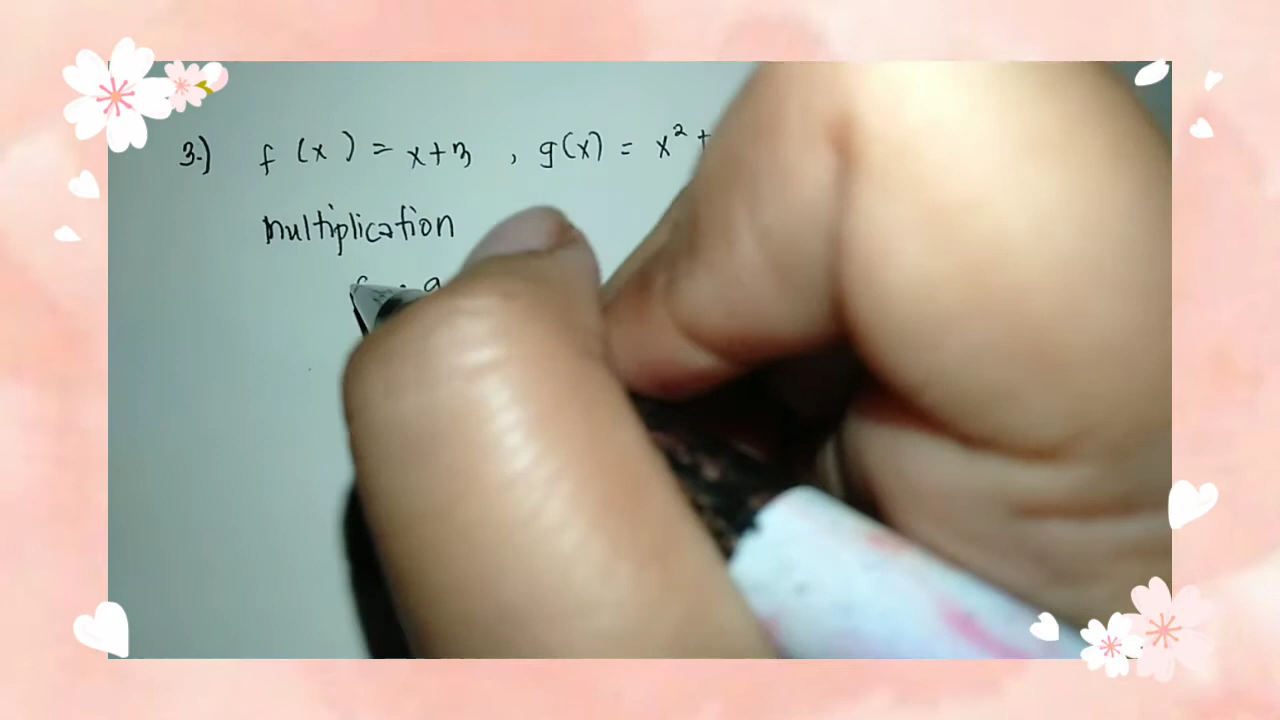 3.) f(x) = x+3 , g(x) = x² +
multiplication
f · g